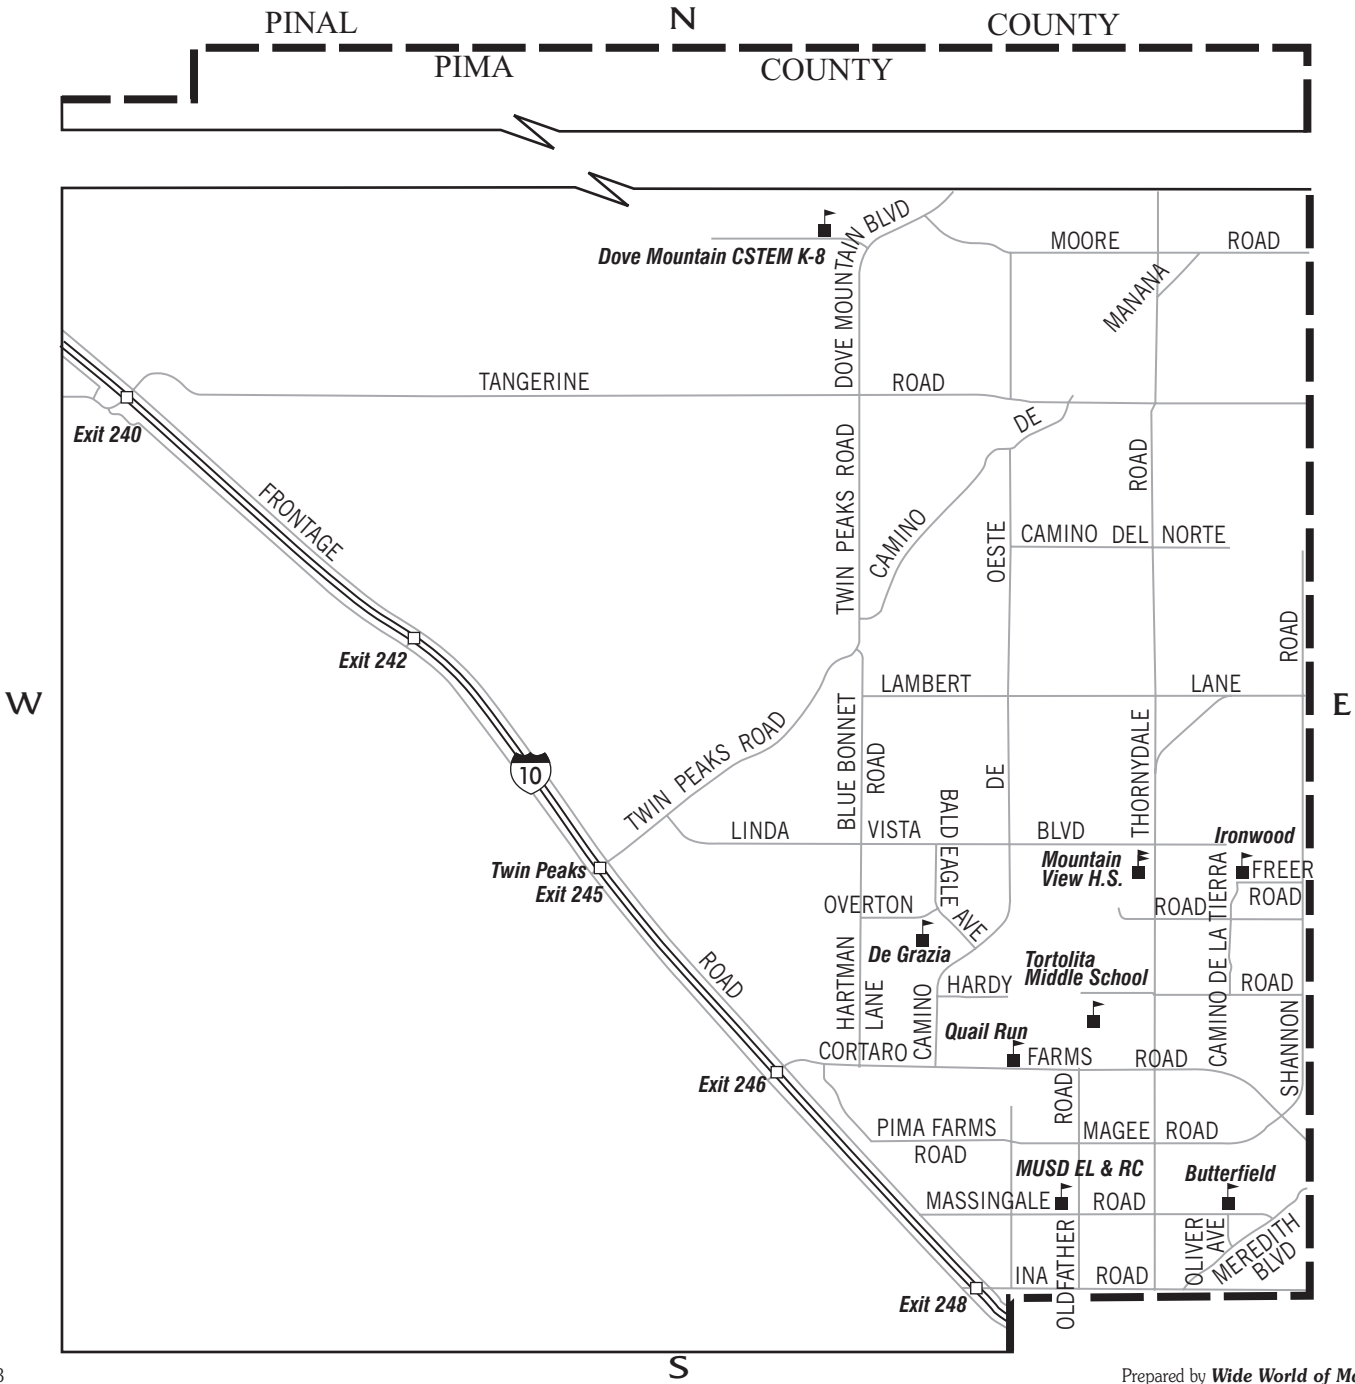 PINAL
N
COUNTY
PIMA
COUNTY
DOVE MOUNTAIN BLVD
Dove Mountain CSTEM K-8
MOORE
ROAD
MANANA
TANGERINE
ROAD
Exit 240
FRONTAGE
TWIN PEAKS ROAD
CAMINO
DE
OESTE
ROAD
CAMINO DEL NORTE
Exit 242
W
E
ROAD
LAMBERT
LANE
TWIN PEAKS ROAD
BLUE BONNET
ROAD
DE
THORNYDALE
10
LINDA
VISTA
BLVD
BALD EAGLE
AVE
Ironwood
Mountain
View H.S.
FREER
ROAD
Twin Peaks
Exit 245
OVERTON
ROAD
De Grazia
CAMINO DE LA TIERRA
ROAD
Tortolita
Middle School
HARTMAN
LANE
CAMINO
HARDY
ROAD
Quail Run
SHANNON
CORTARO
FARMS
ROAD
Exit 246
ROAD
PIMA FARMS
ROAD
MAGEE
ROAD
MUSD EL & RC
Butterfield
MASSINGALE
ROAD
OLDFATHER
OLIVER
AVE
MEREDITH
BLVD
INA
ROAD
Exit 248
S
Prepared by Wide World of